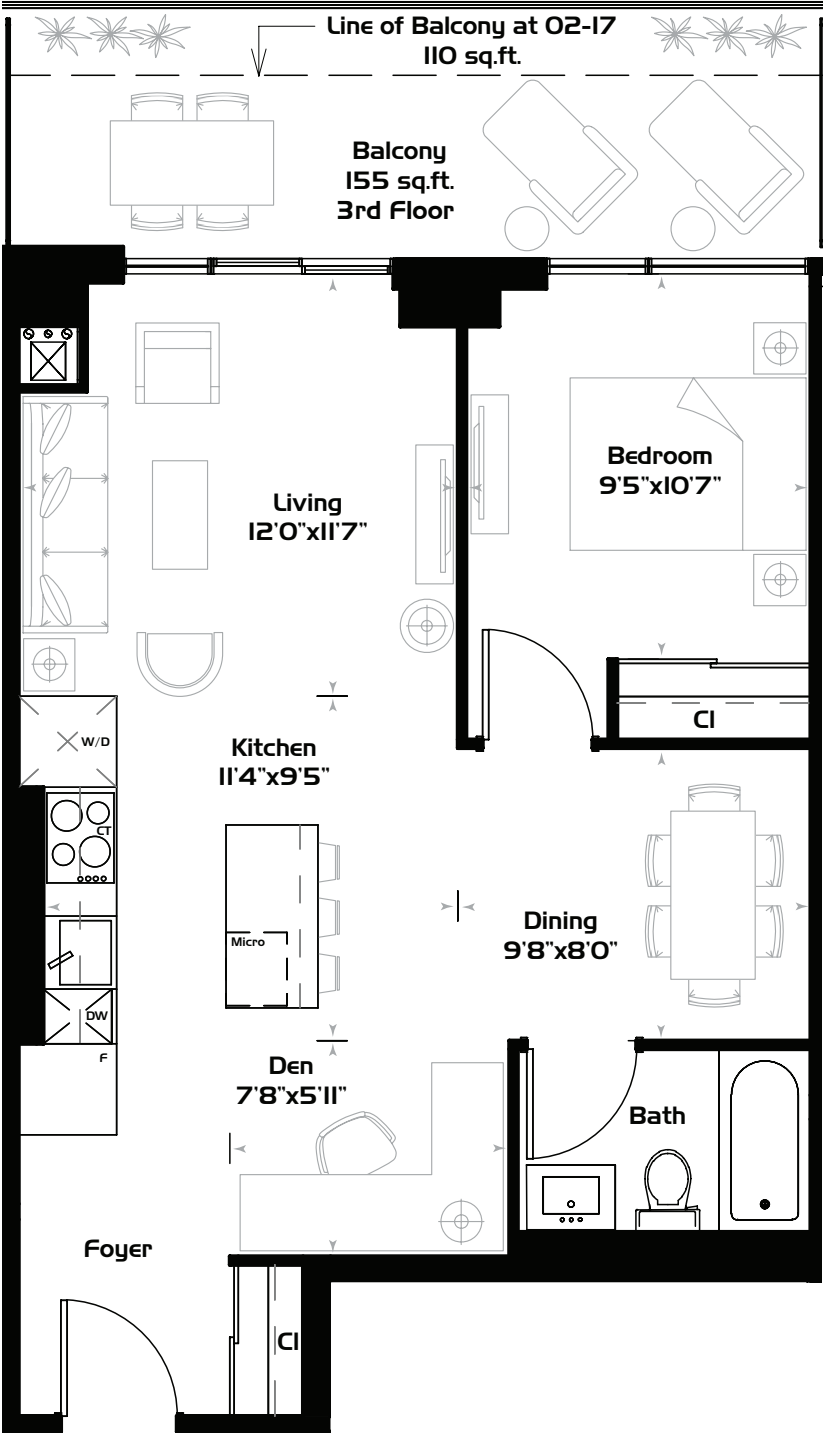 Line of Balcony at 02-17
110 sq.ft.
Balcony
155 sq.ft.
3rd Floor
Bedroom
9'5"x10'7"
Living
12'0"x11'7"
Cl
W/D
Kitchen
11'4"x9'5"
CT
Dining
9'8"x8'0"
Micro
DW
F
Den
7'8"x5'11"
Bath
Foyer
Cl